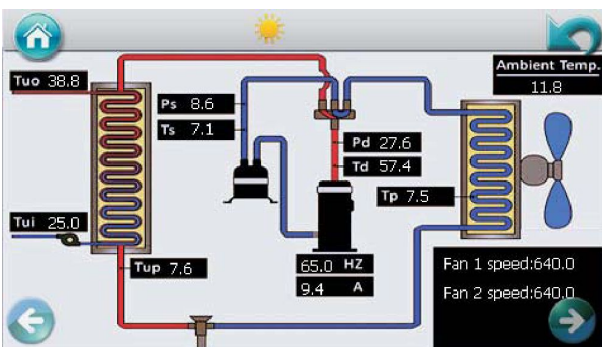 Ambient Temp.
11.8
Tuo 38.8
Ps 8.6
Ts 7.1
Pd 27.6
Td 57.4
Tp 7.5
Tui 25.0
Tup 7.6
65.0 HZ
9.4 A
Fan 1 speed:640.0
Fan 2 speed:640.0